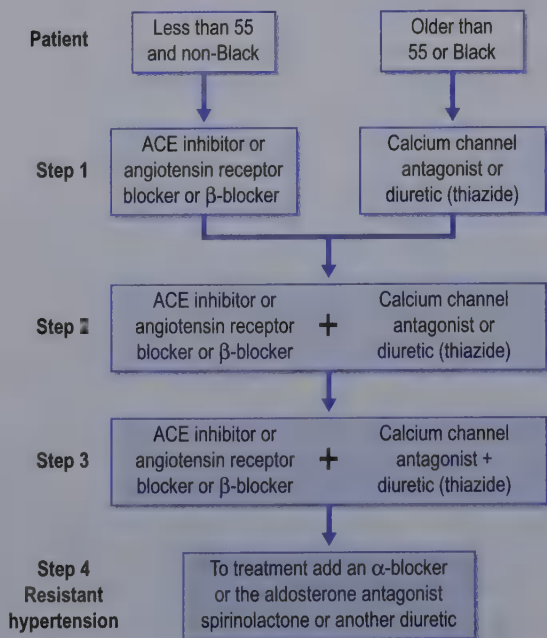 Patient
Less than 55
and non-Black
Older than
55 or Black
Step 1
ACE inhibitor or
angiotensin receptor
blocker or β-blocker
Calcium channel
antagonist or
diuretic (thiazide)
Step
ACE inhibitor or
angiotensin receptor
blocker or β-blocker
+
Calcium channel
antagonist or
diuretic (thiazide)
Step 3
ACE inhibitor or
angiotensin receptor
blocker or β-blocker
+
Calcium channel
antagonist +
diuretic (thiazide)
Step 4
Resistant
hypertension
To treatment add an α-blocker
or the aldosterone antagonist
spirinolactone or another diuretic